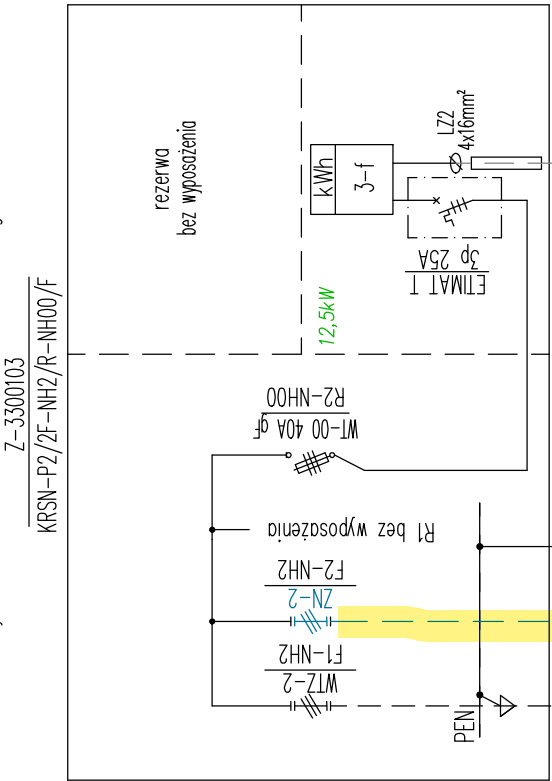 Z-3300103
KRSN-P2/2F-NH2/R-NH00/F
rezerwa
bez wyposażenia
kWh
3-f
LZ2
4x16mm²
ETIMAT T
3p 25A
12,5kW
R2-NH00
WT-00 40A gF
R1 bez wyposażenia
F2-NH2
ZN-2
F1-NH2
WTZ-2
PEN